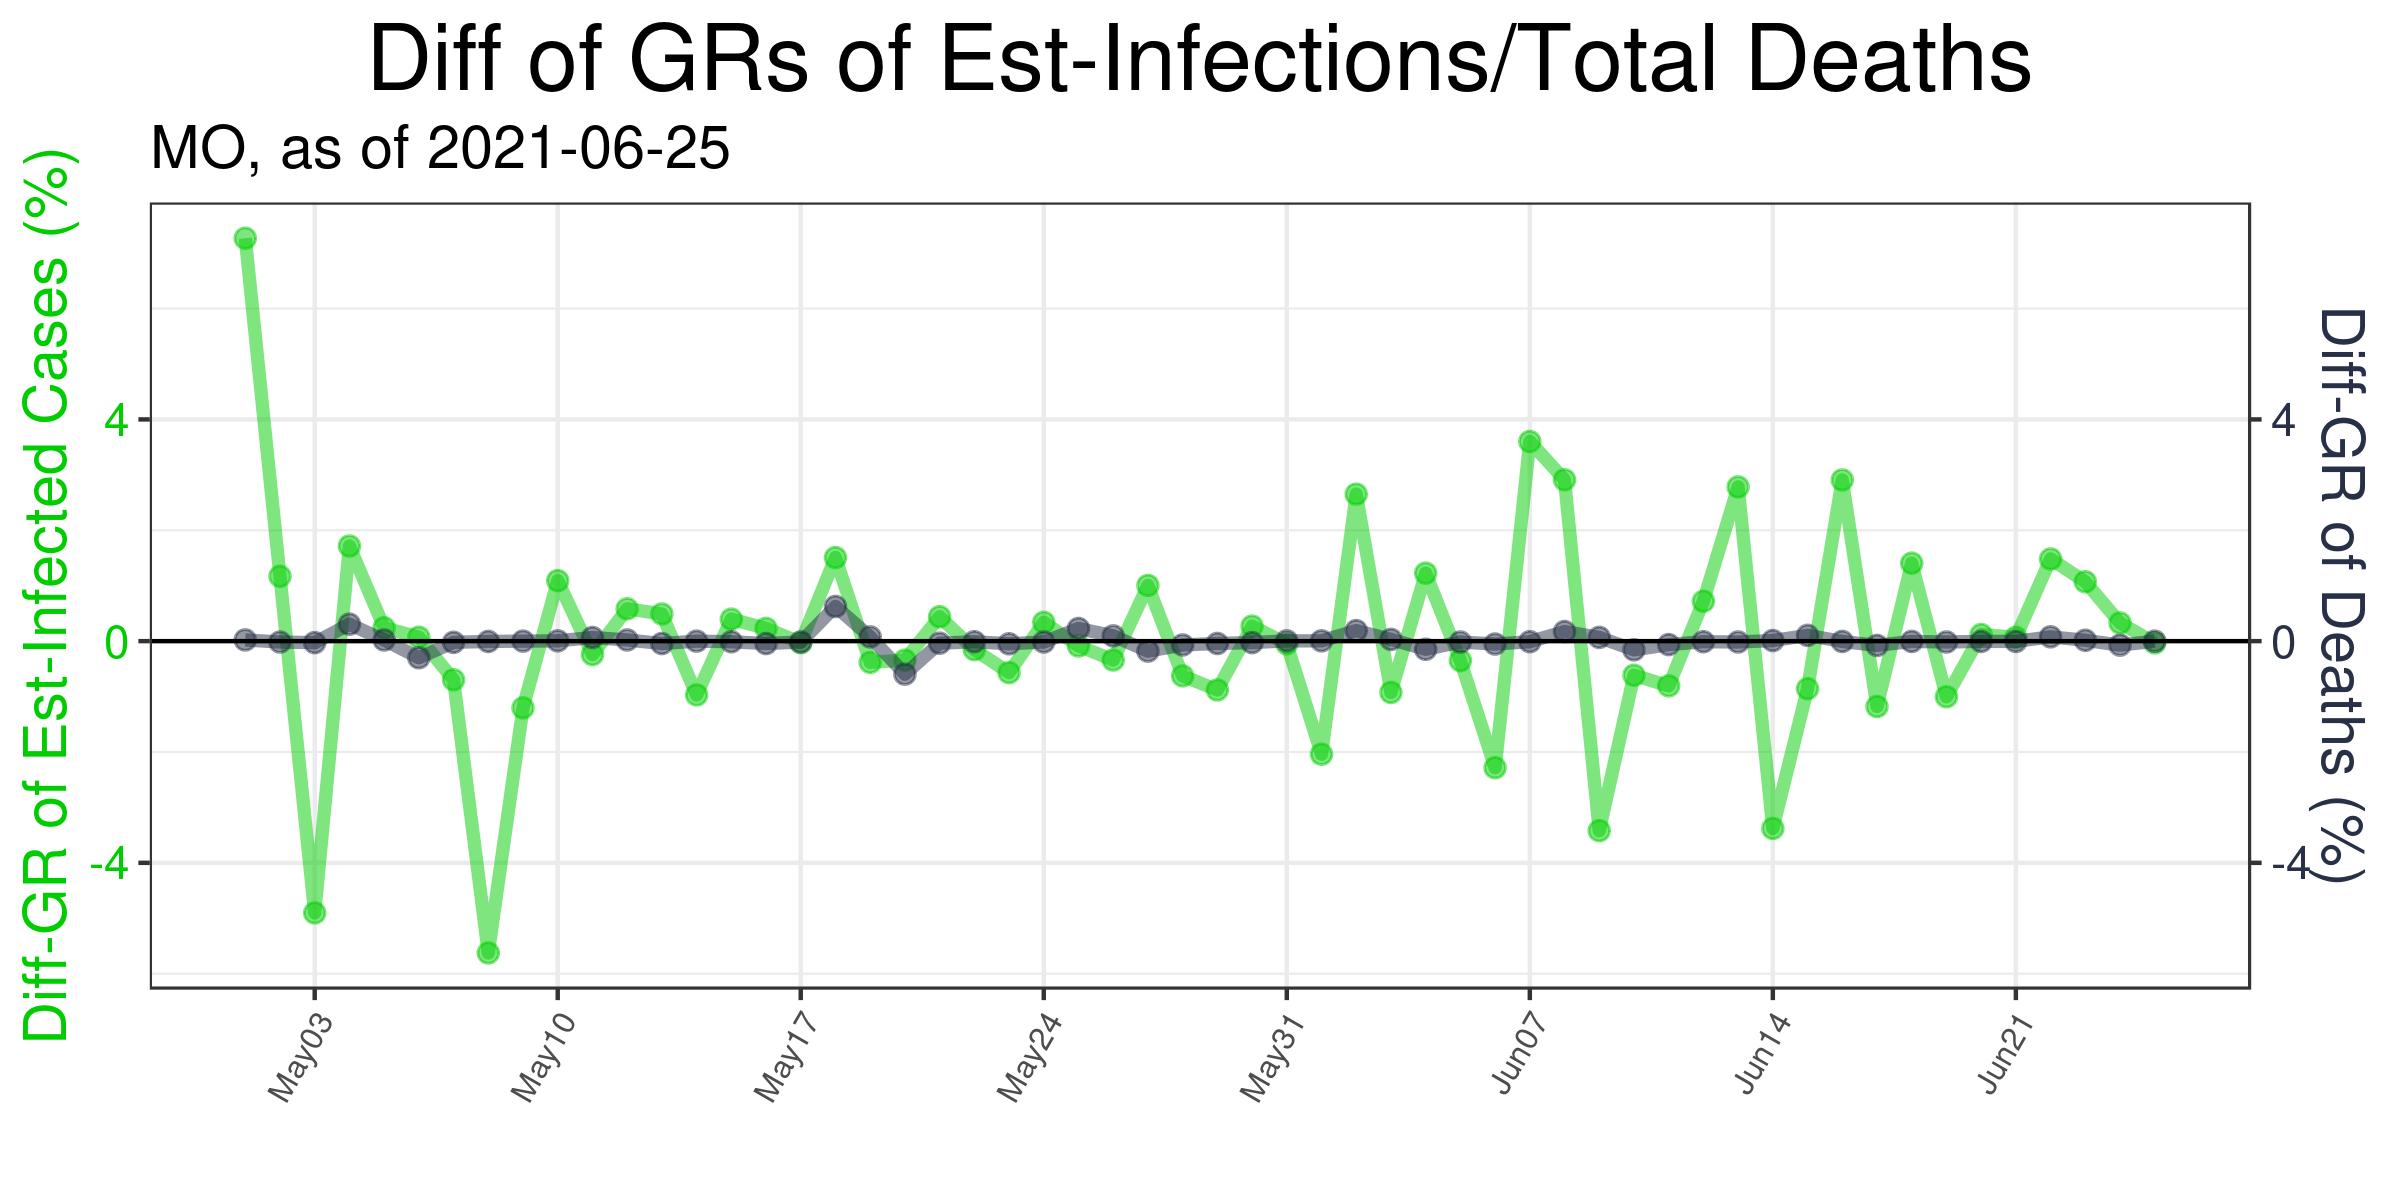 Diff of GRs of Est-Infections/Total Deaths
MO, as of 2021-06-25
Diff-GR of Est-Infected Cases (%)
4
0
-4
4
0
-4
Diff-GR of Deaths (%)
May03
May10
May17
May24
May31
Jun07
Jun14
Jun21